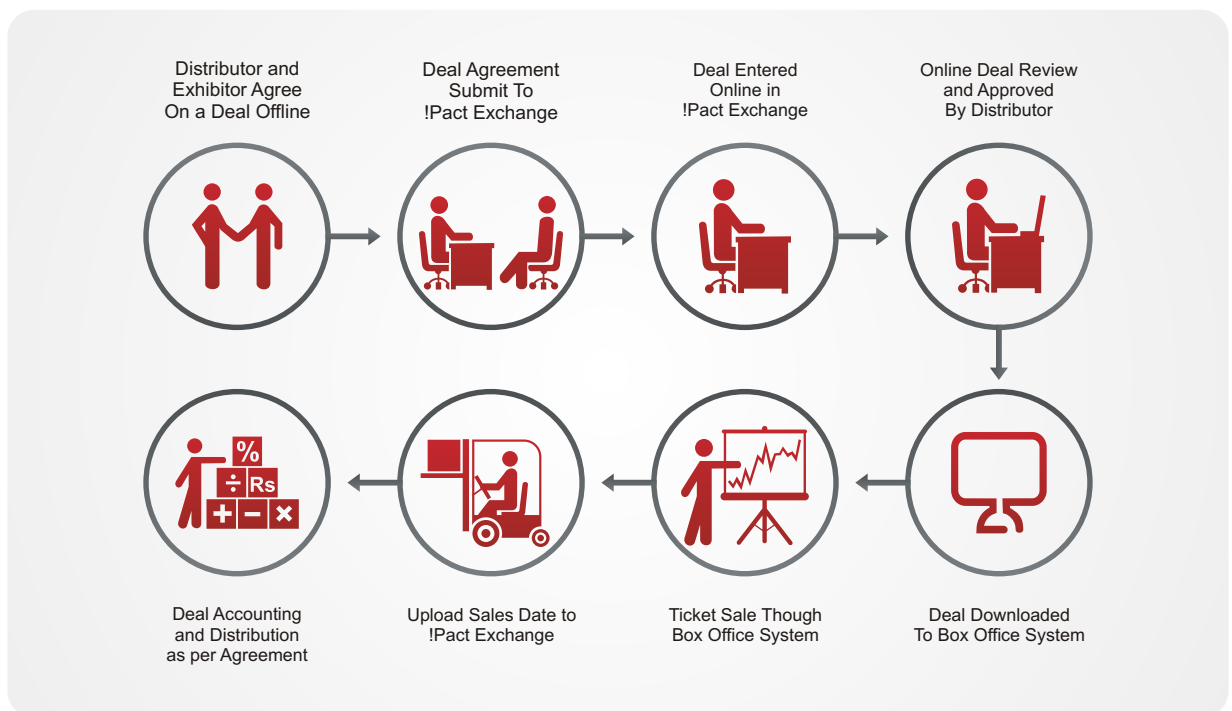 Distributor and
Exhibitor Agree
On a Deal Offline
Deal Agreement
Submit To
!Pact Exchange
Deal Entered
Online in
!Pact Exchange
Online Deal Review
and Approved
By Distributor
%
÷ Rs
+ − ×
Deal Accounting
and Distribution
as per Agreement
Upload Sales Date to
!Pact Exchange
Ticket Sale Though
Box Office System
Deal Downloaded
To Box Office System